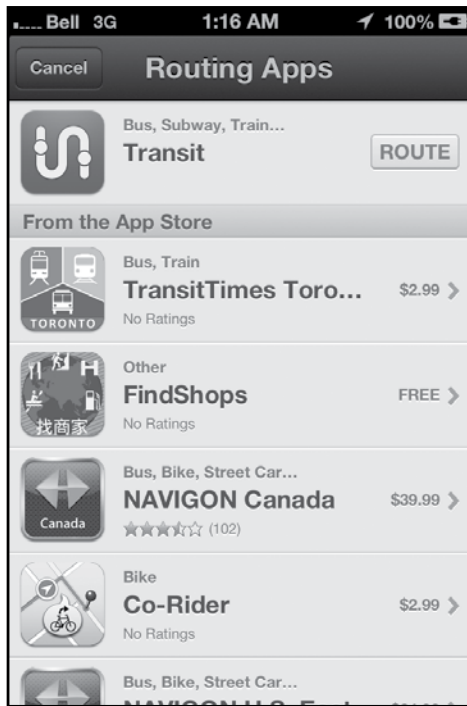 Bell 3G 1:16 AM 100%
Cancel Routing Apps
Bus, Subway, Train...
Transit ROUTE
From the App Store
Bus, Train
TransitTimes Toro... $2.99
No Ratings
TORONTO
Other
FindShops FREE
No Ratings
找商家
Bus, Bike, Street Car...
NAVIGON Canada $39.99
(102)
Canada
Bike
Co-Rider $2.99
No Ratings
Bus, Bike, Street Car...